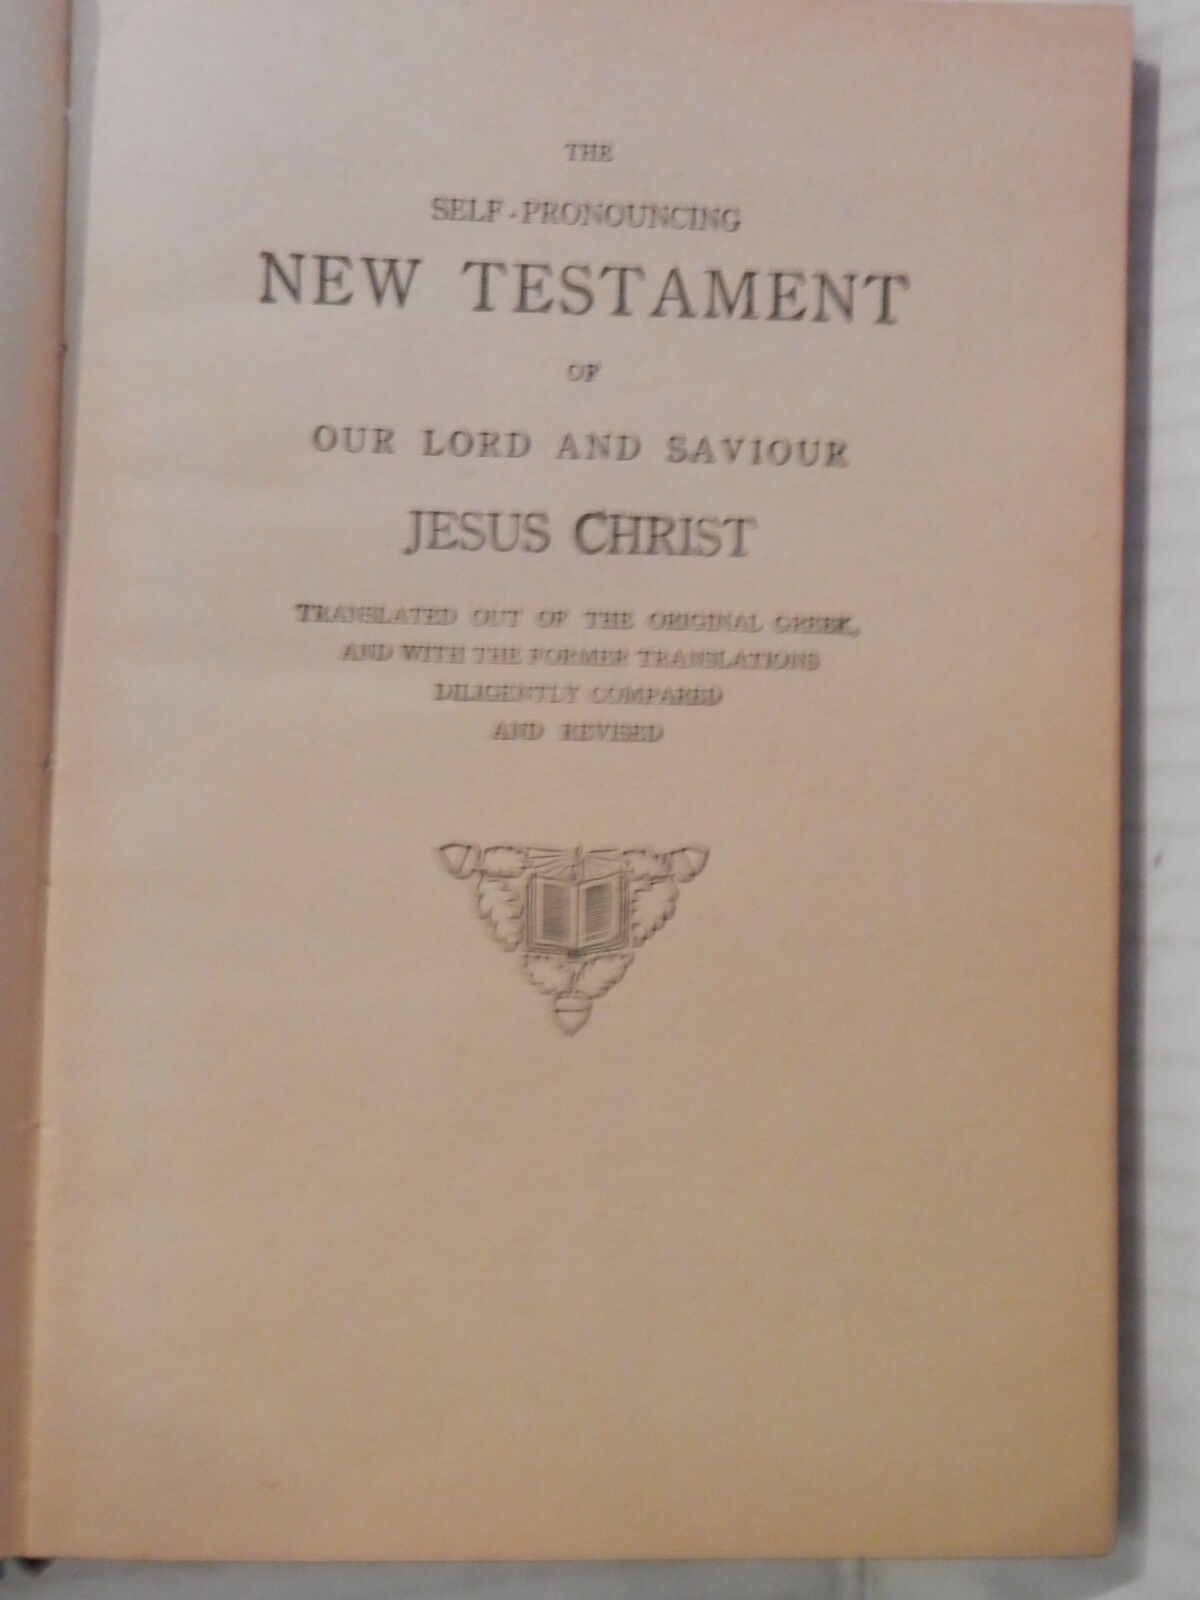 THE
SELF-PRONOUNCING
NEW TESTAMENT
OF
OUR LORD AND SAVIOUR
JESUS CHRIST
TRANSLATED OUT OF THE ORIGINAL GREEK,
AND WITH THE FORMER TRANSLATIONS
DILIGENTLY COMPARED
AND REVISED